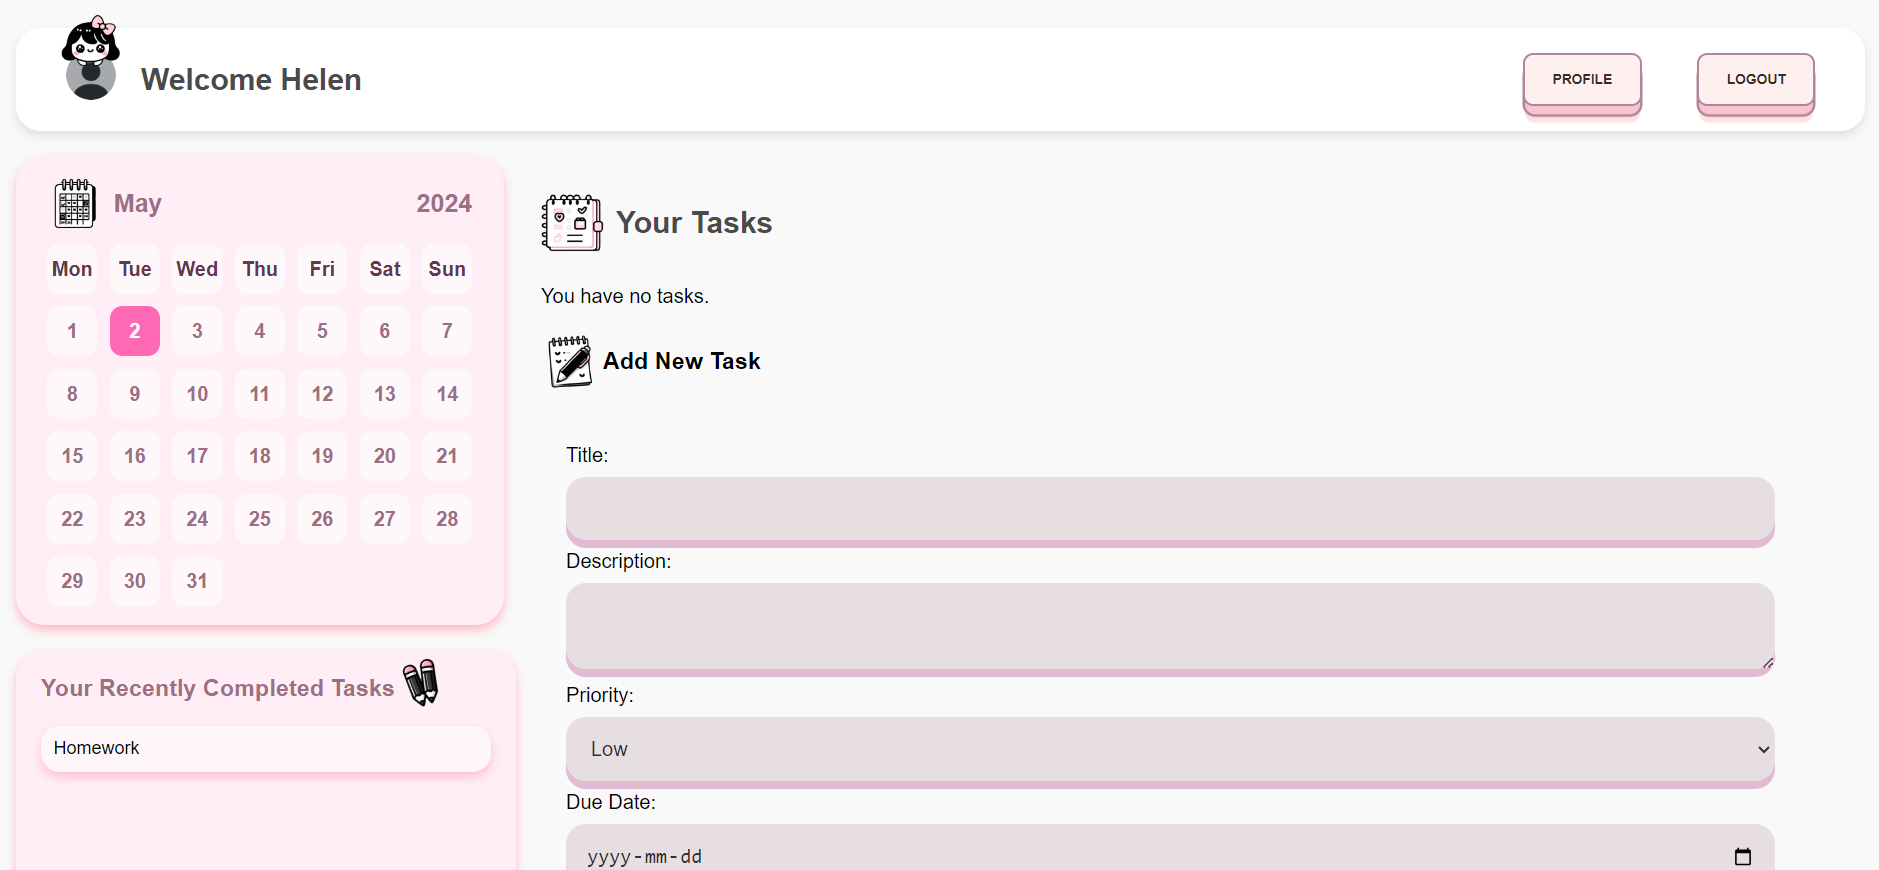 Welcome Helen
PROFILE
LOGOUT
May 2024
Mon Tue Wed Thu Fri Sat Sun
1 2 3 4 5 6 7
8 9 10 11 12 13 14
15 16 17 18 19 20 21
22 23 24 25 26 27 28
29 30 31
Your Recently Completed Tasks
Homework
Your Tasks
You have no tasks.
Add New Task
Title:
Description:
Priority:
Low
Due Date:
yyyy-mm-dd